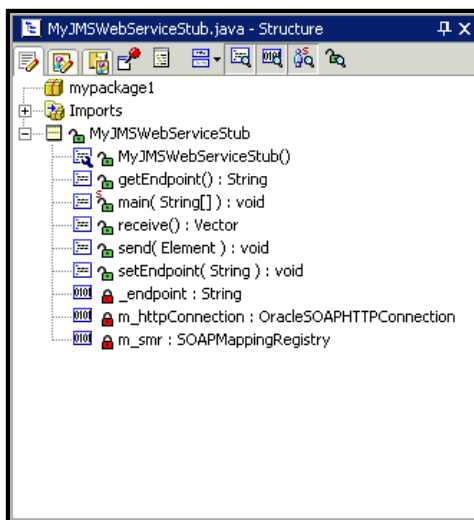 MyJMSWebServiceStub.java - Structure
mypackage1
Imports
MyJMSWebServiceStub
MyJMSWebServiceStub()
getEndpoint() : String
main( String[] ) : void
receive() : Vector
send( Element ) : void
setEndpoint( String ) : void
_endpoint : String
m_httpConnection : OracleSOAPHTTPConnection
m_smr : SOAPMappingRegistry